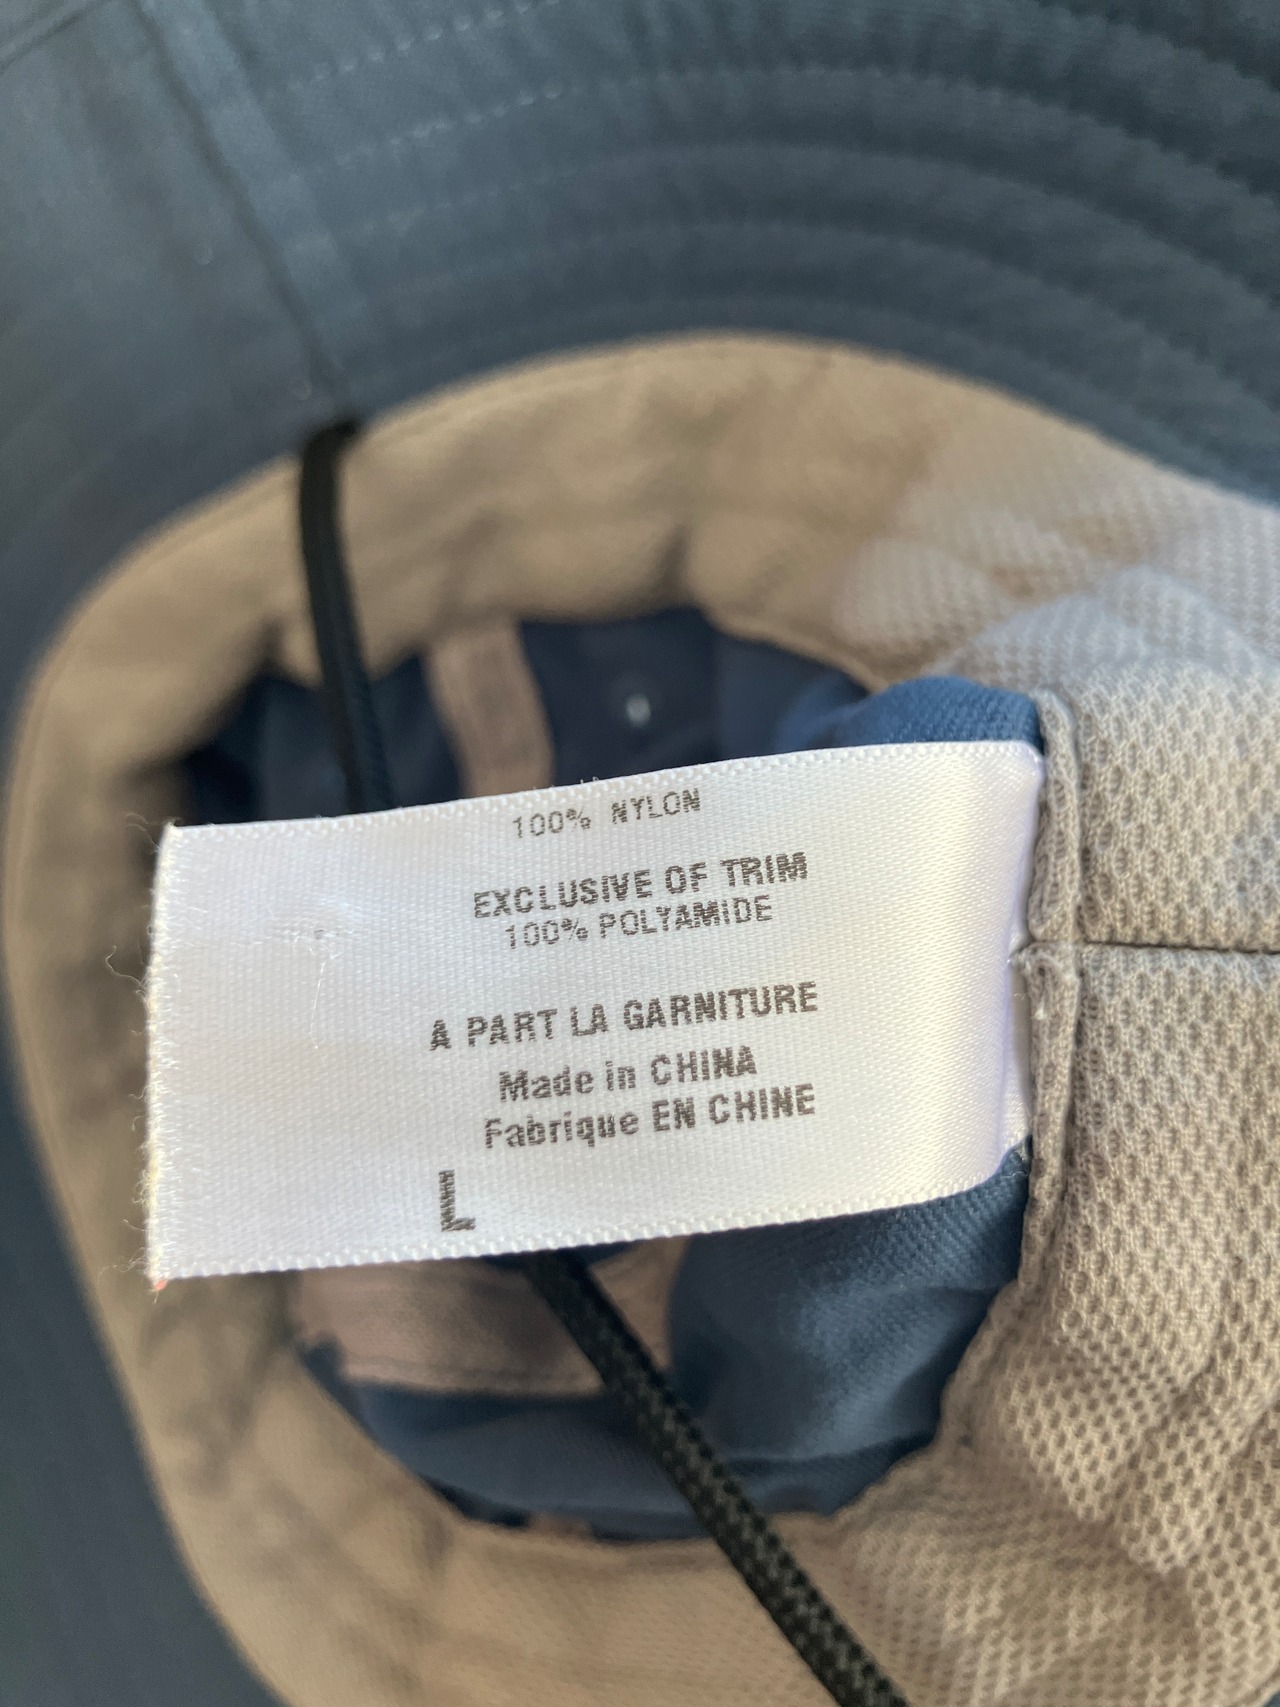 100% NYLON
EXCLUSIVE OF TRIM
100% POLYAMIDE
A PART LA GARNITURE
Made in CHINA
Fabrique EN CHINE
L